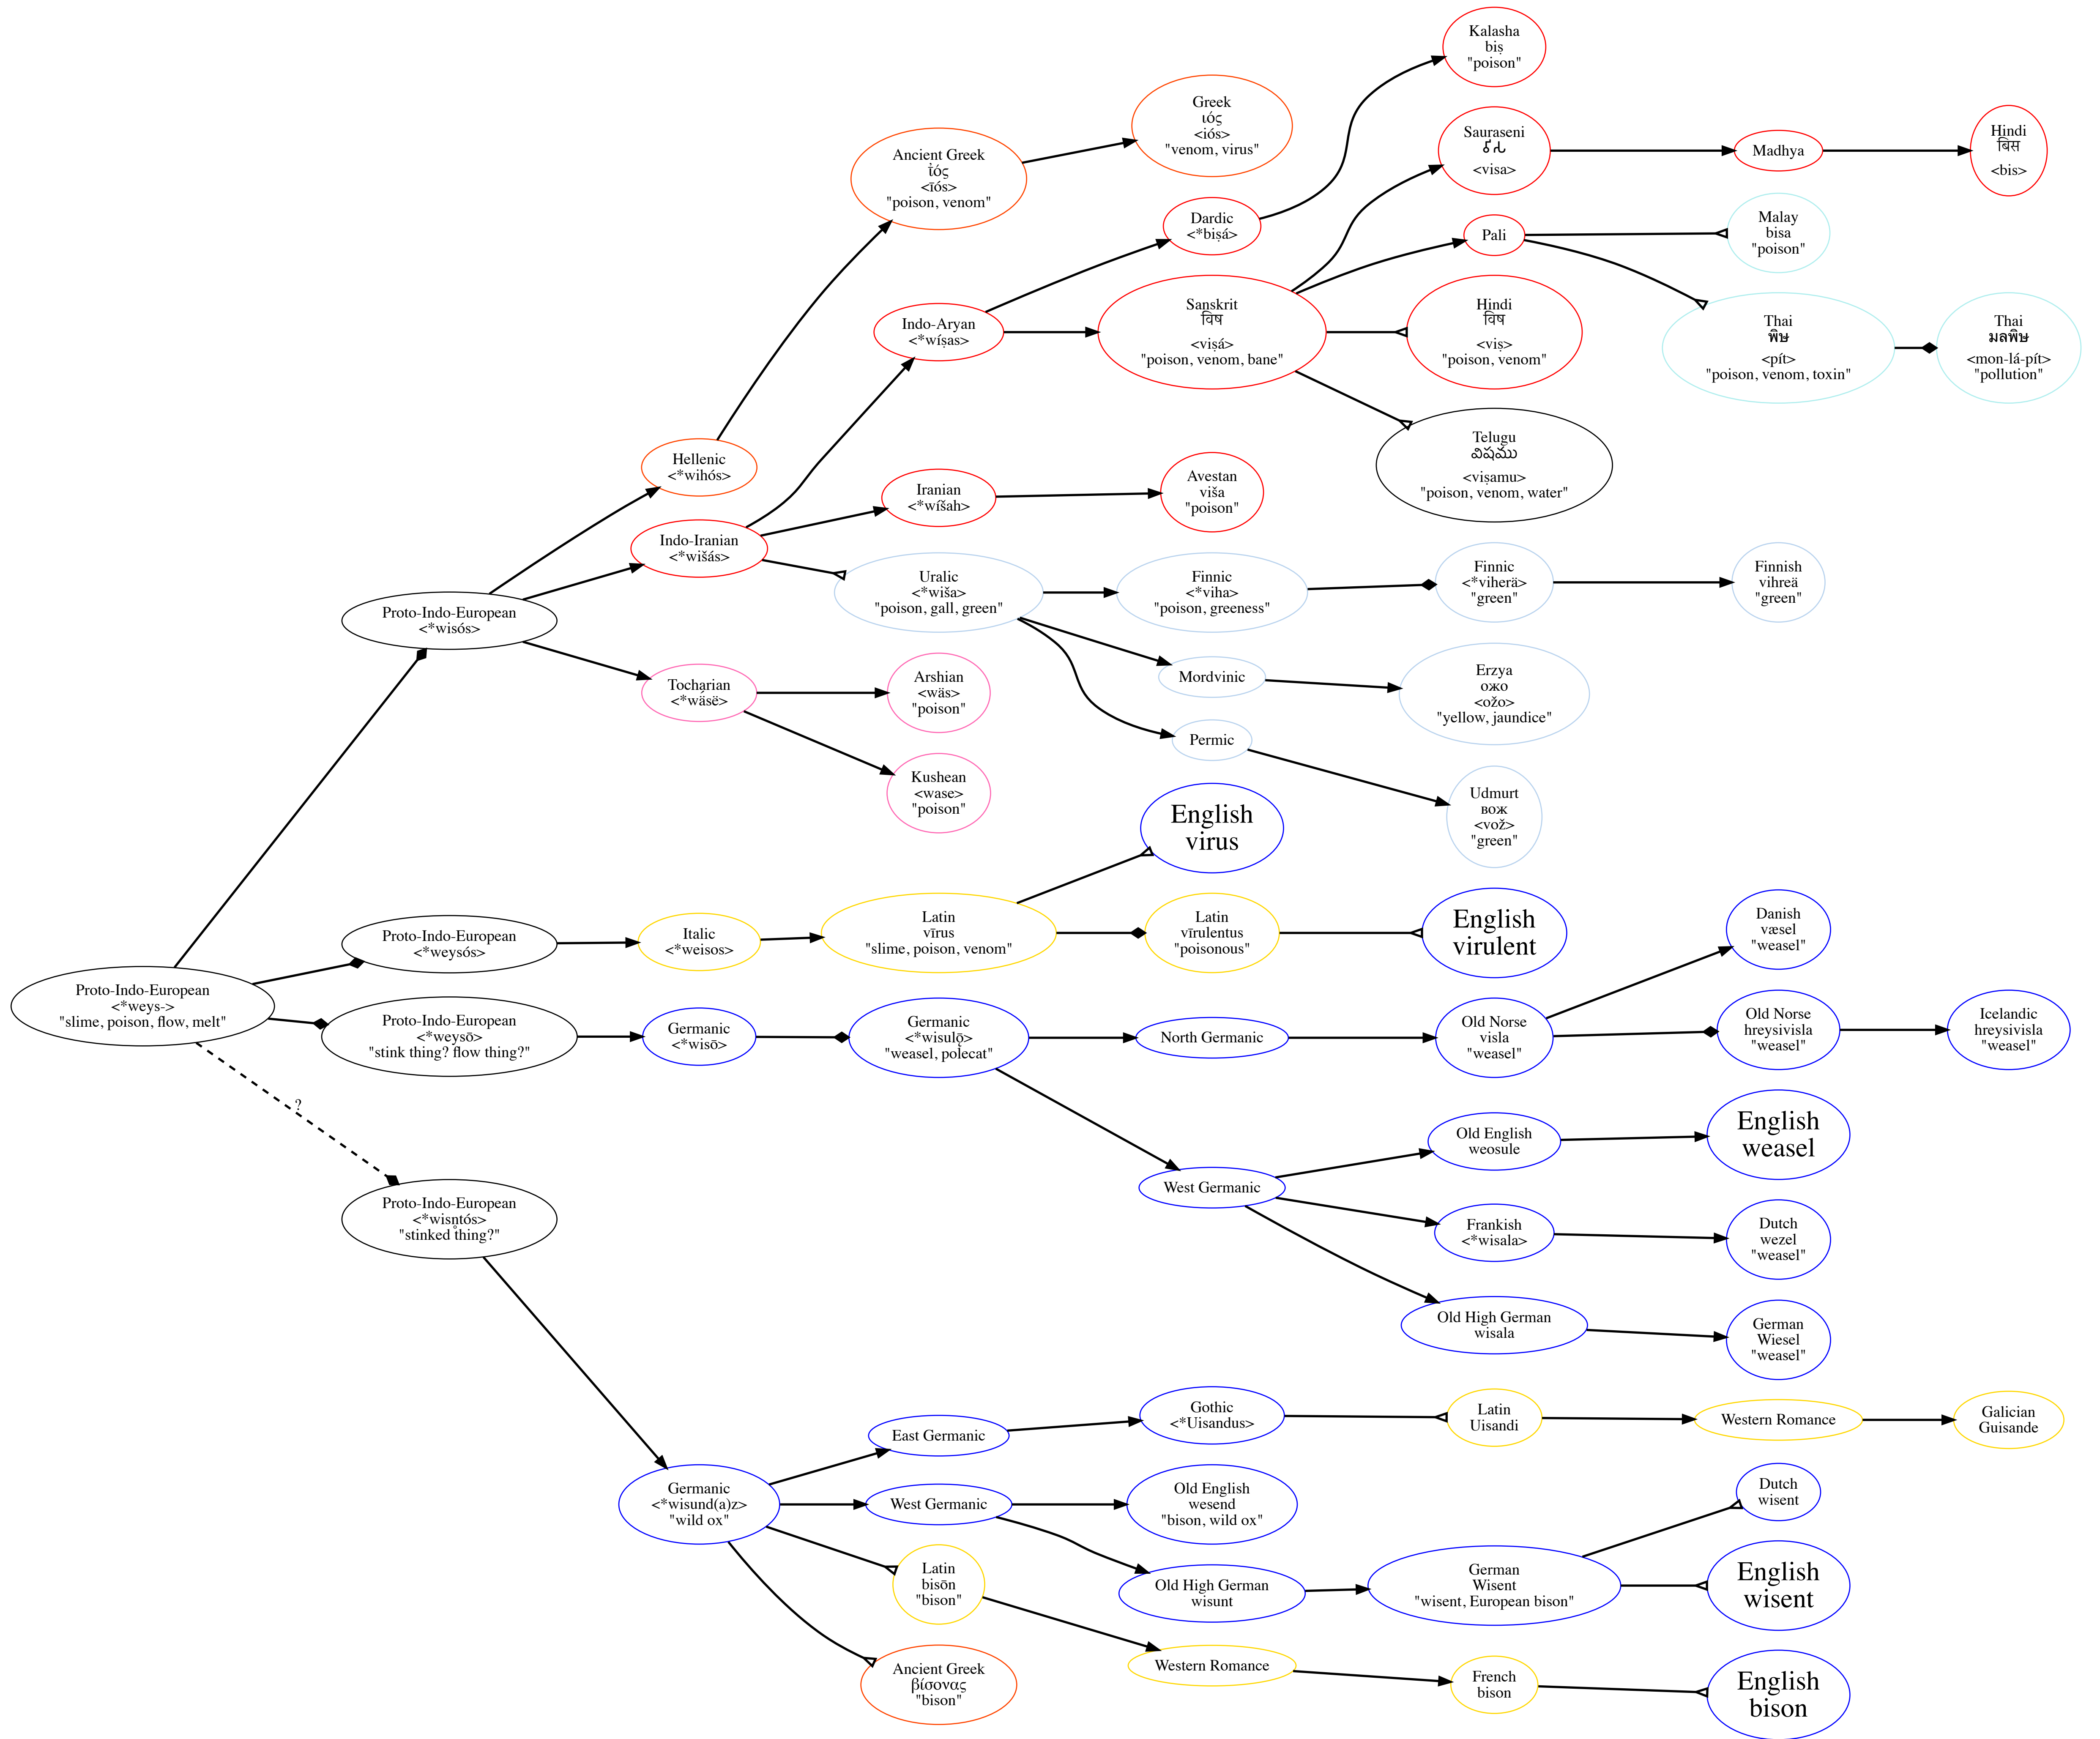 Kalasha
biṣ
"poison"
Greek
ιός
<iós>
"venom, virus"
Sauraseni
𑀯𑀺𑀲
<visa>
Madhya
Hindi
बिस
<bis>
Ancient Greek
ῑ̓ός
<īós>
"poison, venom"
Dardic
<*biṣá>
Pali
Malay
bisa
"poison"
Indo-Aryan
<*wíṣas>
Sanskrit
विष
<viṣá>
"poison, venom, bane"
Hindi
विष
<viṣ>
"poison, venom"
Thai
พิษ
<pít>
"poison, venom, toxin"
Thai
มลพิษ
<mon-lá-pít>
"pollution"
Telugu
విషము
<viṣamu>
"poison, venom, water"
Hellenic
<*wihós>
Iranian
<*wíšah>
Avestan
viša
"poison"
Indo-Iranian
<*wišás>
Uralic
<*wiša>
"poison, gall, green"
Finnic
<*viha>
"poison, greeness"
Finnic
<*viherä>
"green"
Finnish
vihreä
"green"
Proto-Indo-European
<*wisós>
Tocharian
<*wä́së>
Arshian
<wäs>
"poison"
Mordvinic
Erzya
ожо
<ožo>
"yellow, jaundice"
Permic
Kushean
<wase>
"poison"
Udmurt
вож
<vož>
"green"
English
virus
Proto-Indo-European
<*weysós>
Italic
<*weisos>
Latin
vīrus
"slime, poison, venom"
Latin
vīrulentus
"poisonous"
English
virulent
Danish
væsel
"weasel"
Proto-Indo-European
<*weys->
"slime, poison, flow, melt"
Proto-Indo-European
<*weysō>
"stink thing? flow thing?"
Germanic
<*wisō̄>
Germanic
<*wisulǭ>
"weasel, polecat"
North Germanic
Old Norse
visla
"weasel"
Old Norse
hreysivisla
"weasel"
Icelandic
hreysivisla
"weasel"
?
Old English
weosule
English
weasel
West Germanic
Proto-Indo-European
<*wisn̥tós>
"stinked thing?"
Frankish
<*wisala>
Dutch
wezel
"weasel"
Old High German
wisala
German
Wiesel
"weasel"
East Germanic
Gothic
<*Uisandus>
Latin
Uisandi
Western Romance
Galician
Guisande
Germanic
<*wisund(a)z>
"wild ox"
West Germanic
Old English
wesend
"bison, wild ox"
Dutch
wisent
Latin
bisōn
"bison"
Old High German
wisunt
German
Wisent
"wisent, European bison"
English
wisent
Ancient Greek
βίσονας
"bison"
Western Romance
French
bison
English
bison